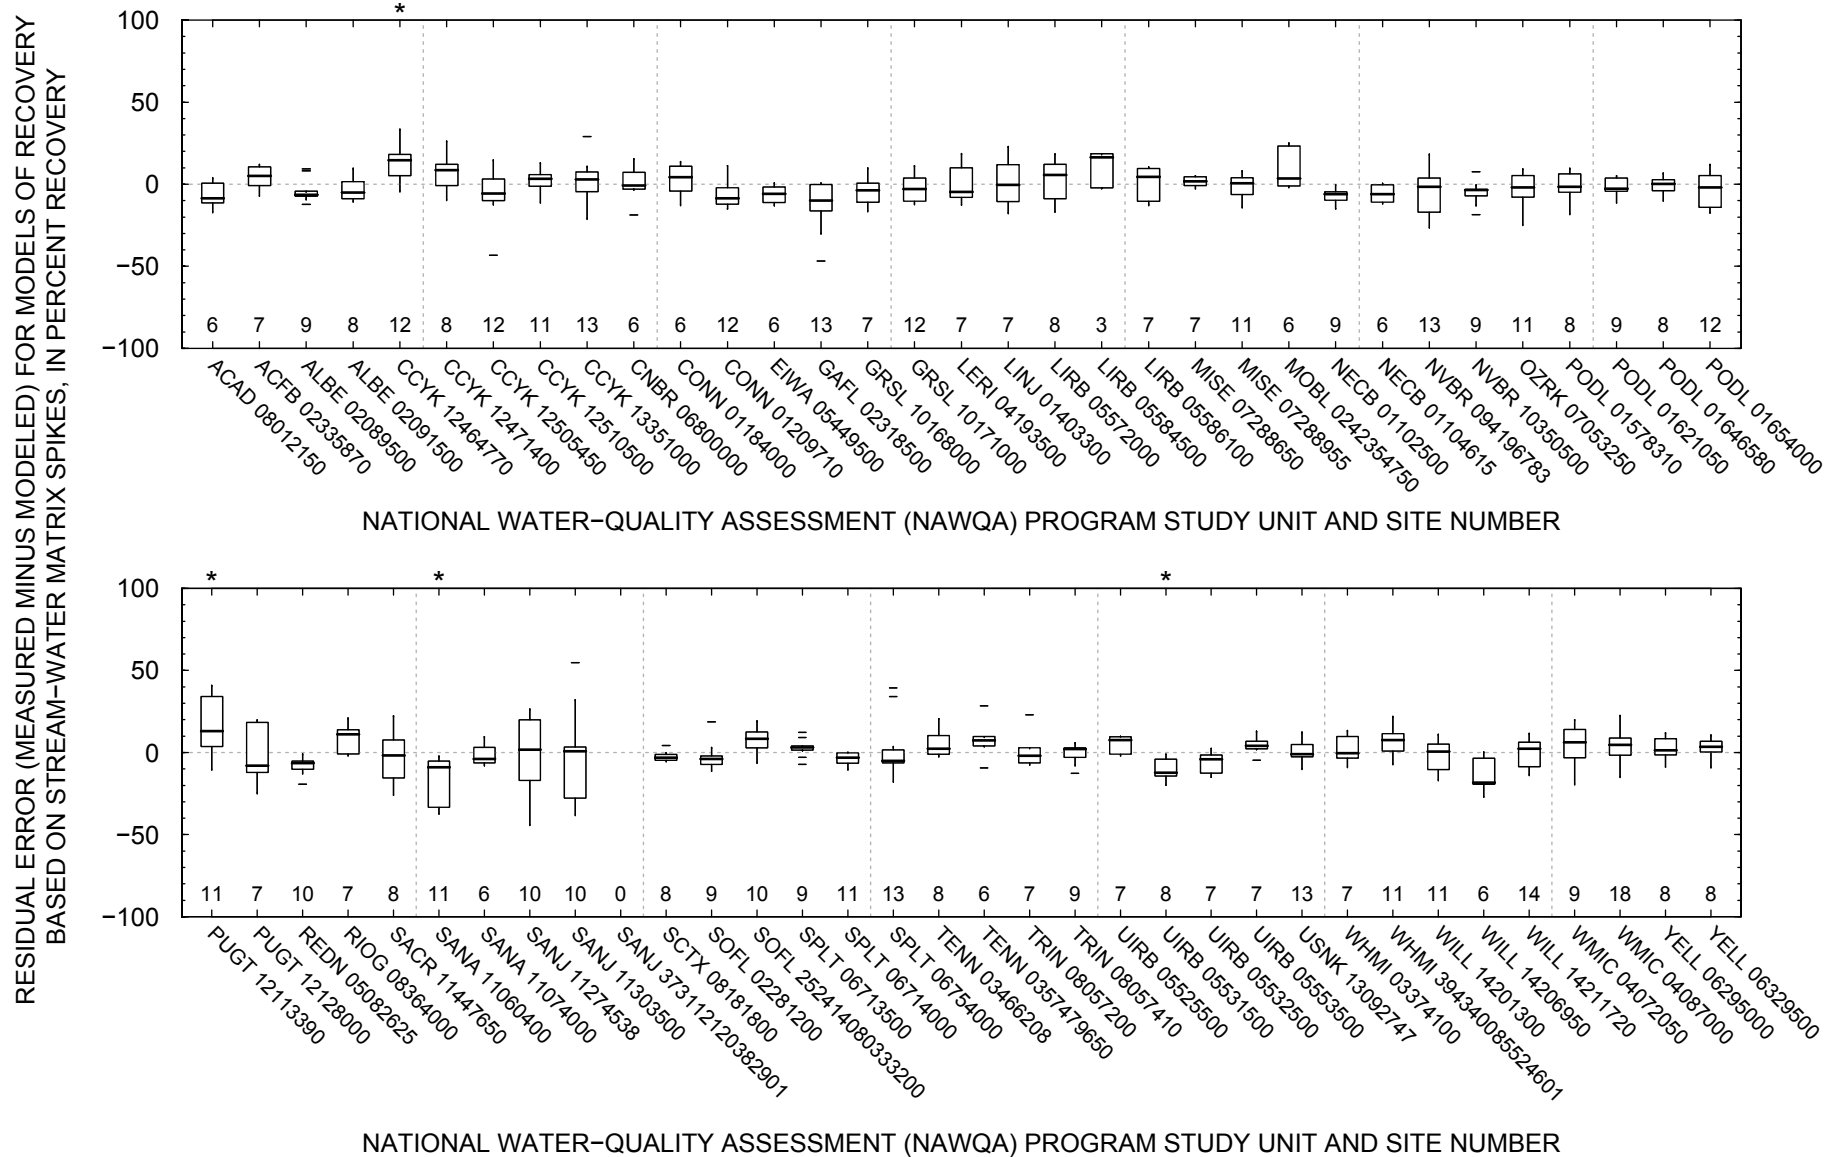 RESIDUAL ERROR (MEASURED MINUS MODELED) FOR MODELS OF RECOVERY
BASED ON STREAM−WATER MATRIX SPIKES, IN PERCENT RECOVERY
*
100
50
0
−50
−100
6 7 9 8 12 8 12 11 13 6 6 12 6 13 7 12 7 7 8 3 7 7 11 6 9 6 13 9 11 8 9 8 12
ACAD 08012150
ACFB 02335870
ALBE 02089500
ALBE 02091500
CCYK 12464770
CCYK 12471400
CCYK 12505450
CCYK 12510500
CCYK 13351000
CNBR 06800000
CONN 01184000
CONN 01209710
EIWA 05449500
GAFL 02318500
GRSL 10168000
GRSL 10171000
LERI 04193500
LINJ 01403300
LIRB 05572000
LIRB 05584500
LIRB 05586100
MISE 07288650
MISE 07288955
MOBL 0242354750
NECB 01102500
NECB 01104615
NVBR 094196783
NVBR 10350500
OZRK 07053250
PODL 01578310
PODL 01621050
PODL 01646580
PODL 01654000
NATIONAL WATER−QUALITY ASSESSMENT (NAWQA) PROGRAM STUDY UNIT AND SITE NUMBER
* * *
100
50
0
−50
−100
11 7 10 7 8 11 6 10 10 0 8 9 10 9 11 13 8 6 7 9 7 8 7 7 13 7 11 11 6 14 9 18 8 8
PUGT 12113390
PUGT 12128000
REDN 05082625
RIOG 08364000
SACR 11447650
SANA 11060400
SANA 11074000
SANJ 11274538
SANJ 11303500
SANJ 373112120382901
SCTX 08181800
SOFL 02281200
SOFL 252414080333200
SPLT 06713500
SPLT 06714000
SPLT 06754000
TENN 03466208
TENN 0357479650
TRIN 08057200
TRIN 08057410
UIRB 05525500
UIRB 05531500
UIRB 05532500
UIRB 05553500
USNK 13092747
WHMI 03374100
WHMI 394340085524601
WILL 14201300
WILL 14206950
WILL 14211720
WMIC 04072050
WMIC 04087000
YELL 06295000
YELL 06329500
NATIONAL WATER−QUALITY ASSESSMENT (NAWQA) PROGRAM STUDY UNIT AND SITE NUMBER